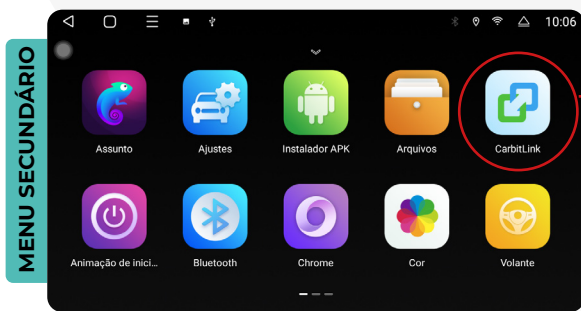 MENU SECUNDÁRIO
10:06
Assunto
Ajustes
Instalador APK
Arquivos
CarbitLink
Animação de inici...
Bluetooth
Chrome
Cor
Volante